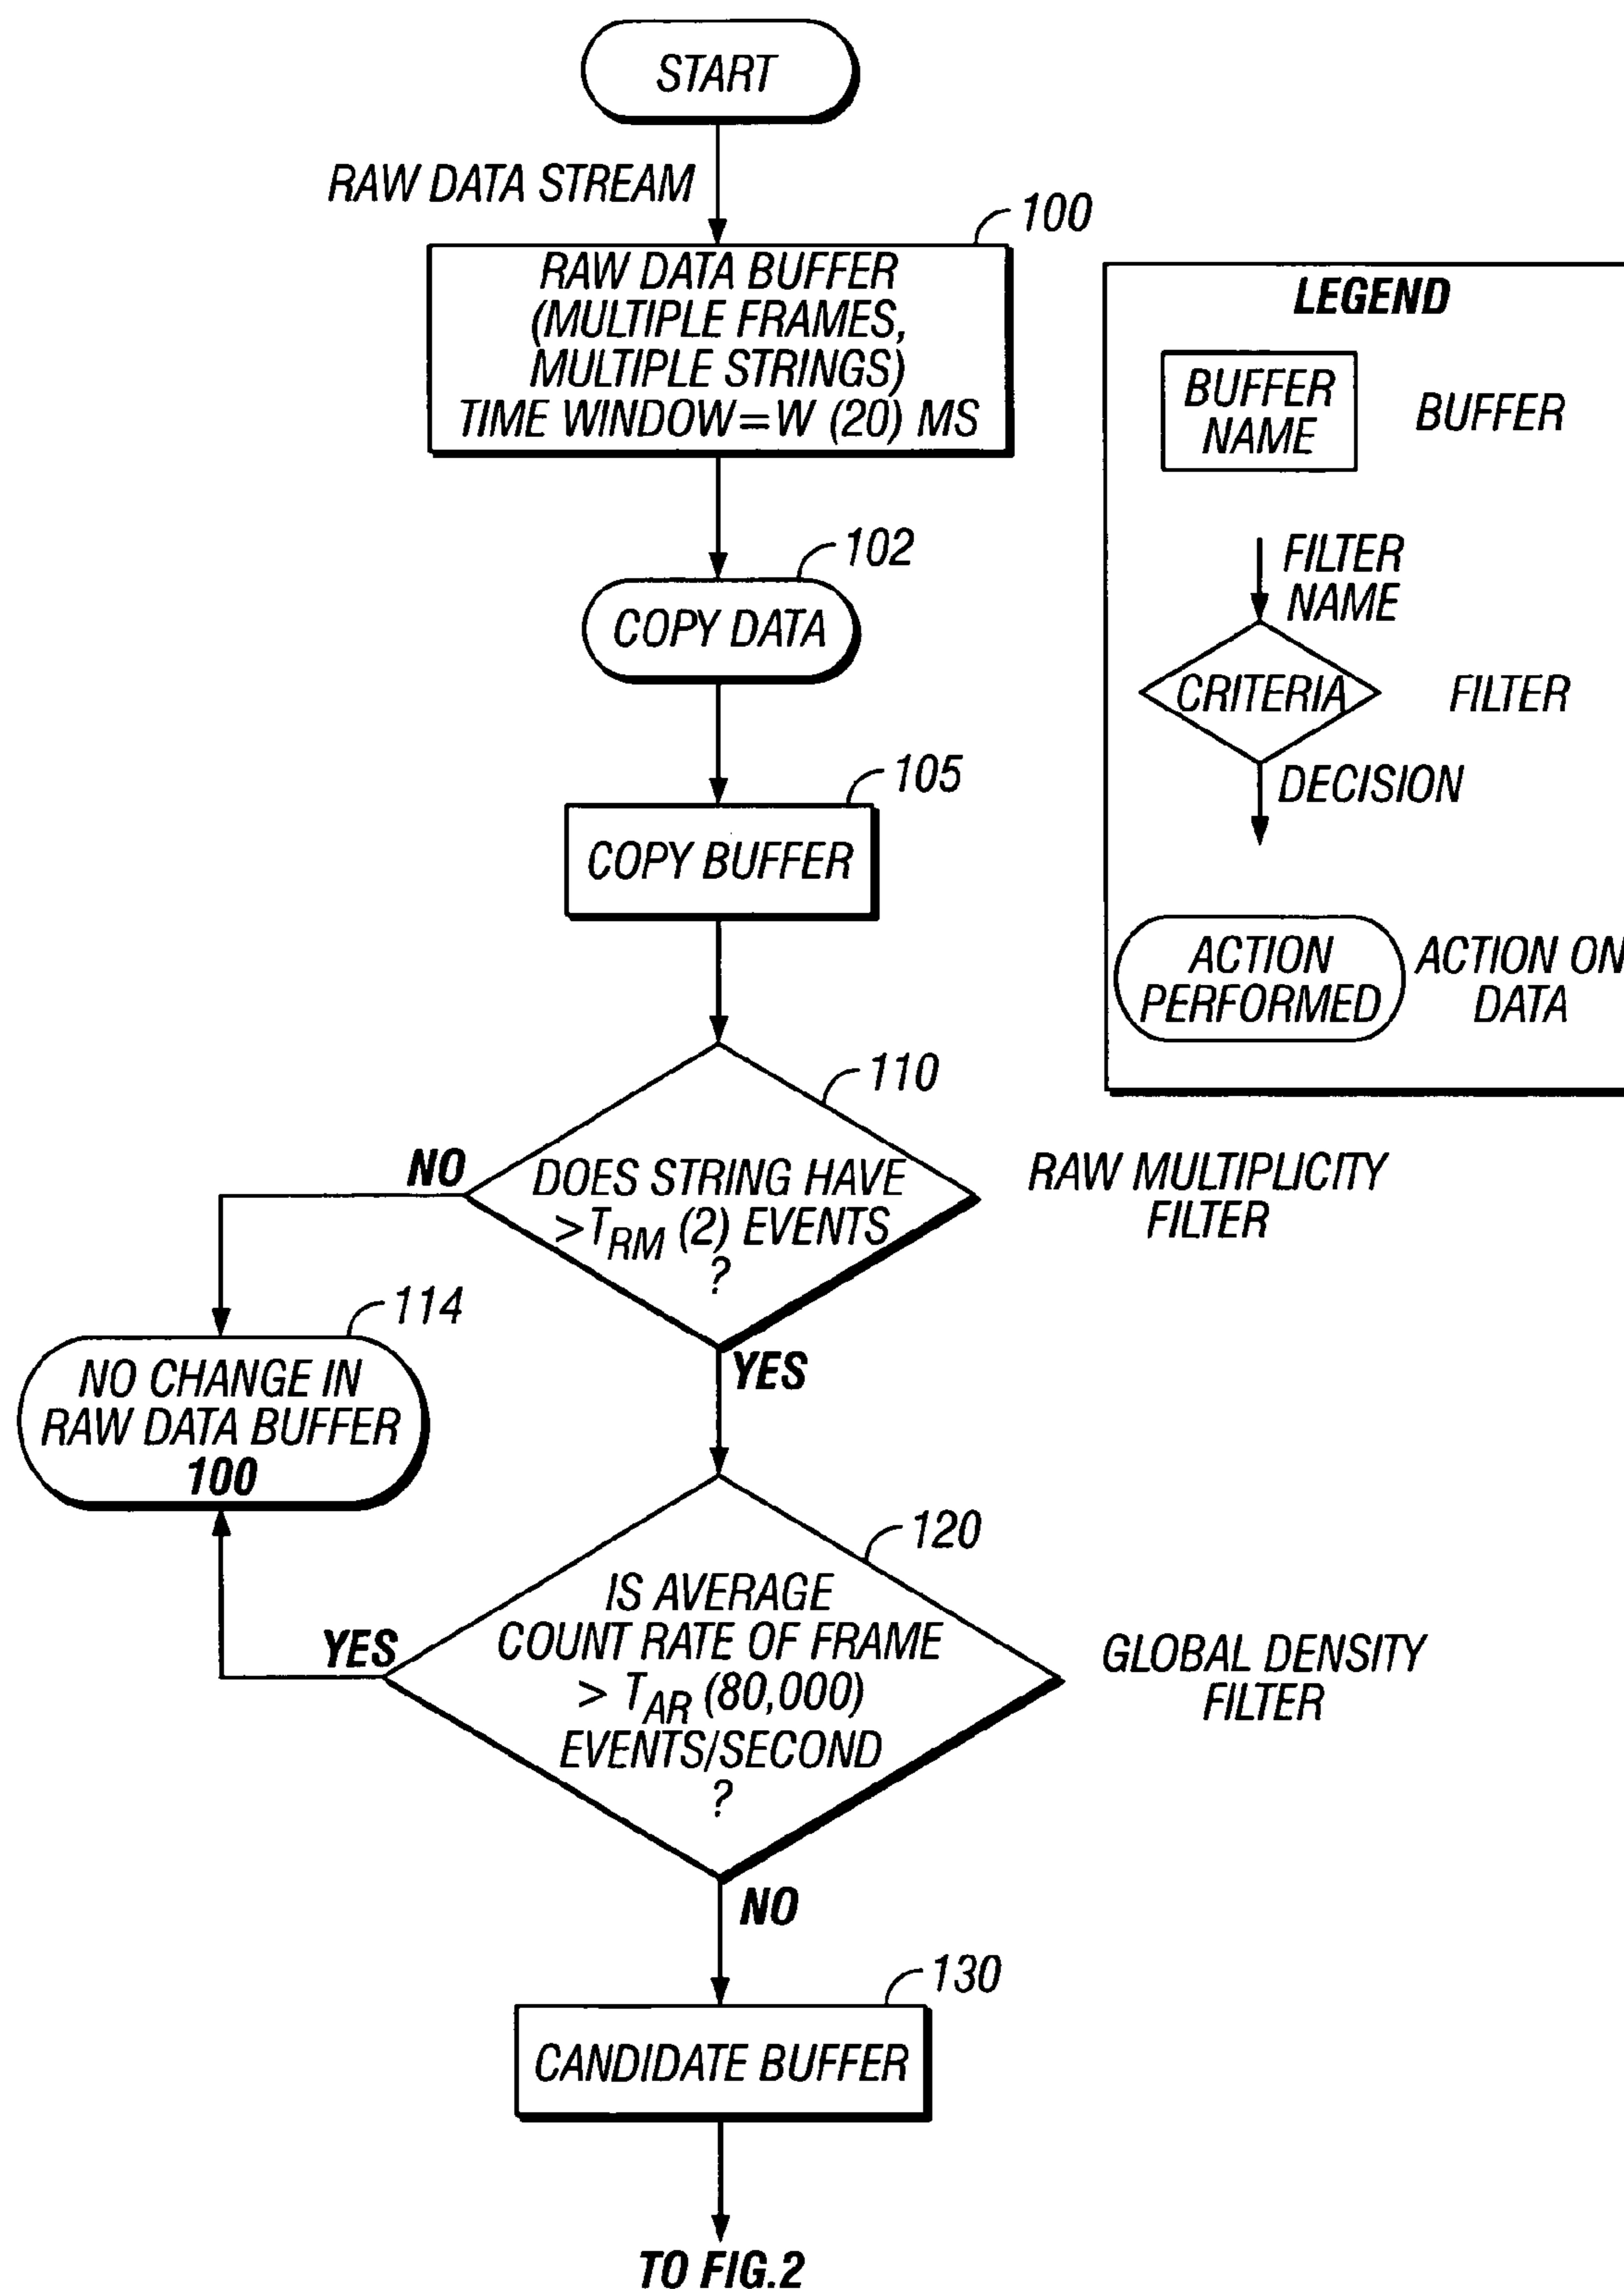 START
RAW DATA STREAM
100
RAW DATA BUFFER
(MULTIPLE FRAMES,
MULTIPLE STRINGS)
TIME WINDOW=W (20) MS
102
COPY DATA
105
COPY BUFFER
110
DOES STRING HAVE
>TRM (2) EVENTS
?
RAW MULTIPLICITY
FILTER
NO
YES
114
NO CHANGE IN
RAW DATA BUFFER
100
120
IS AVERAGE
COUNT RATE OF FRAME
> TAR (80,000)
EVENTS/SECOND
?
GLOBAL DENSITY
FILTER
YES
NO
130
CANDIDATE BUFFER
TO FIG.2
LEGEND
BUFFER
NAME
BUFFER
FILTER
NAME
CRITERIA
FILTER
DECISION
ACTION
PERFORMED
ACTION ON
DATA